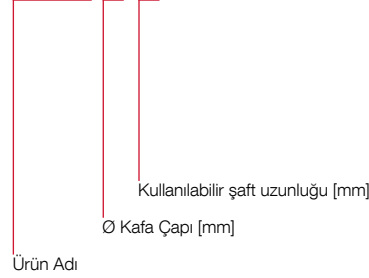 Kullanılabilir şaft uzunluğu [mm]
Ø Kafa Çapı [mm]
Ürün Adı